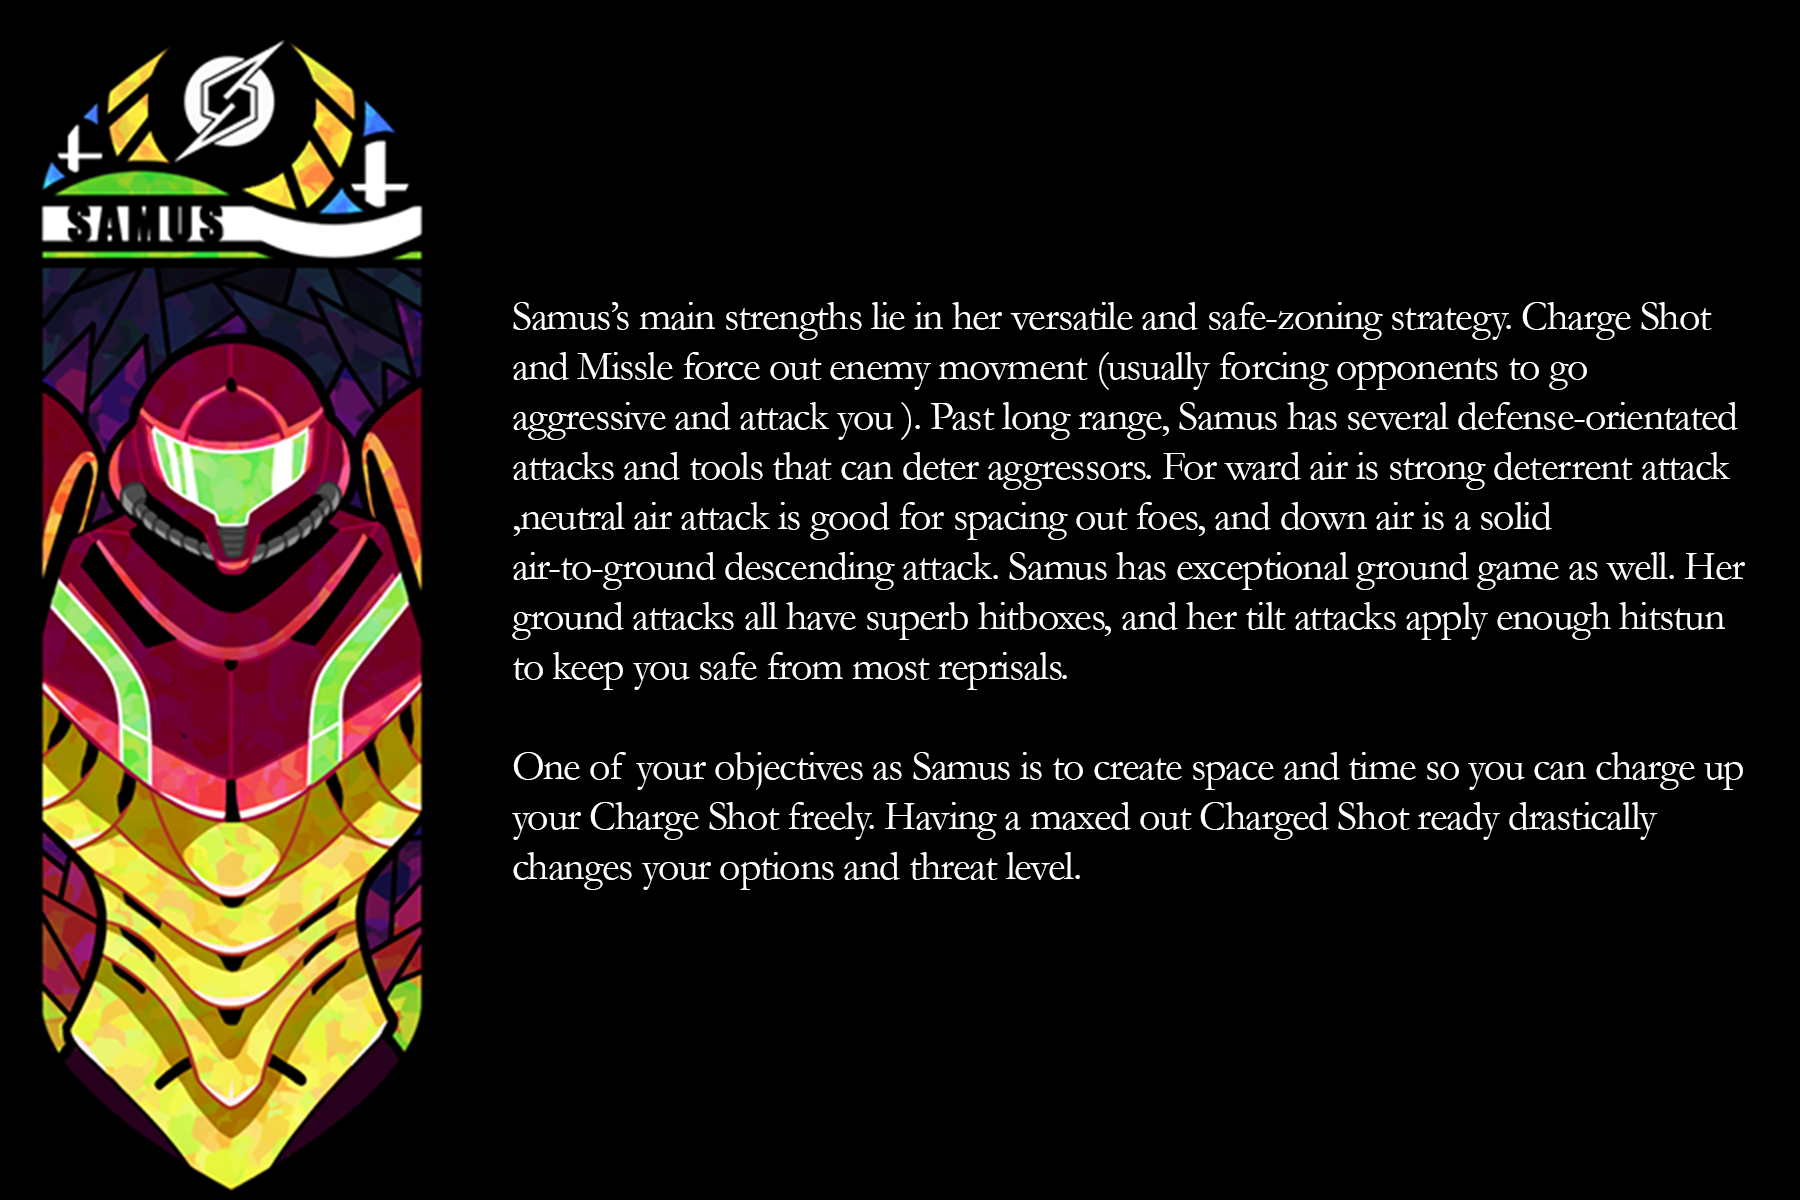 SAMUS
Samus’s main strengths lie in her versatile and safe-zoning strategy. Charge Shot
and Missle force out enemy movment (usually forcing opponents to go
aggressive and attack you ). Past long range, Samus has several defense-orientated
attacks and tools that can deter aggressors. For ward air is strong deterrent attack
,neutral air attack is good for spacing out foes, and down air is a solid
air-to-ground descending attack. Samus has exceptional ground game as well. Her
ground attacks all have superb hitboxes, and her tilt attacks apply enough hitstun
to keep you safe from most reprisals.
One of your objectives as Samus is to create space and time so you can charge up
your Charge Shot freely. Having a maxed out Charged Shot ready drastically
changes your options and threat level.